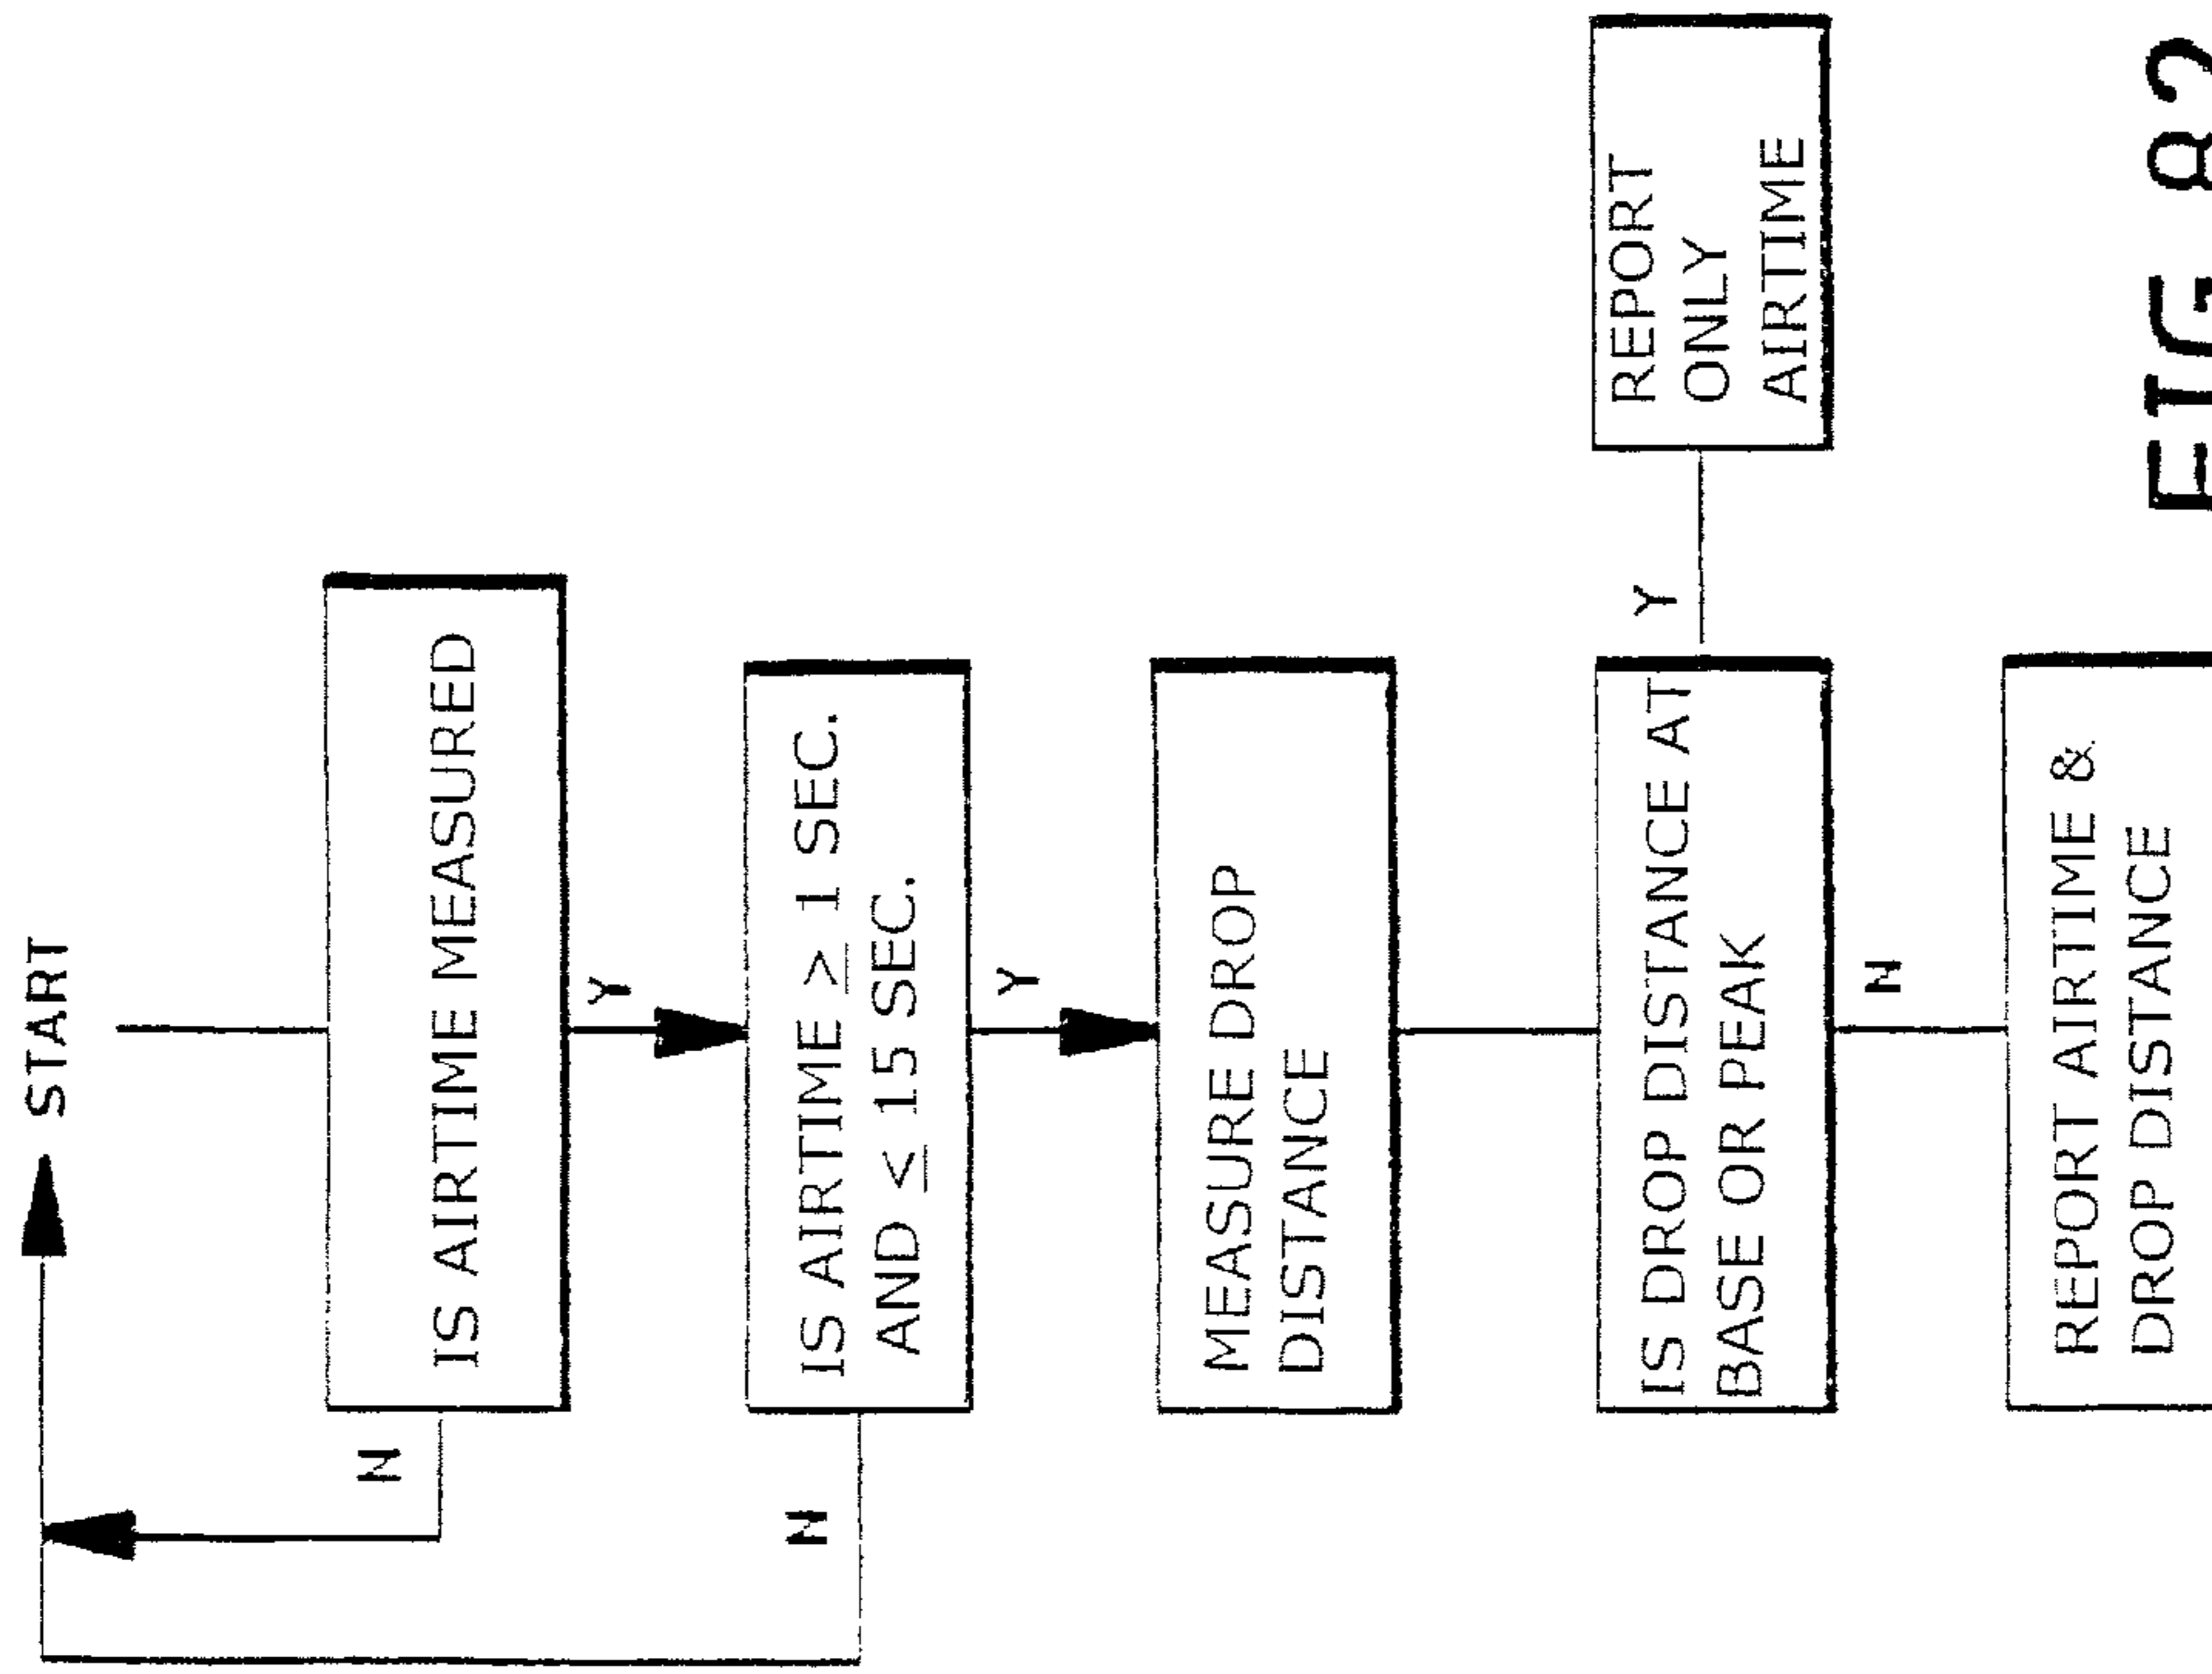 START
IS AIRTIME MEASURED
N
Y
IS AIRTIME ≥ 1 SEC.
AND ≤ 15 SEC.
N
Y
MEASURE DROP
DISTANCE
IS DROP DISTANCE AT
BASE OR PEAK
Y
REPORT
ONLY
AIRTIME
N
REPORT AIRTIME &
DROP DISTANCE
FIG 82